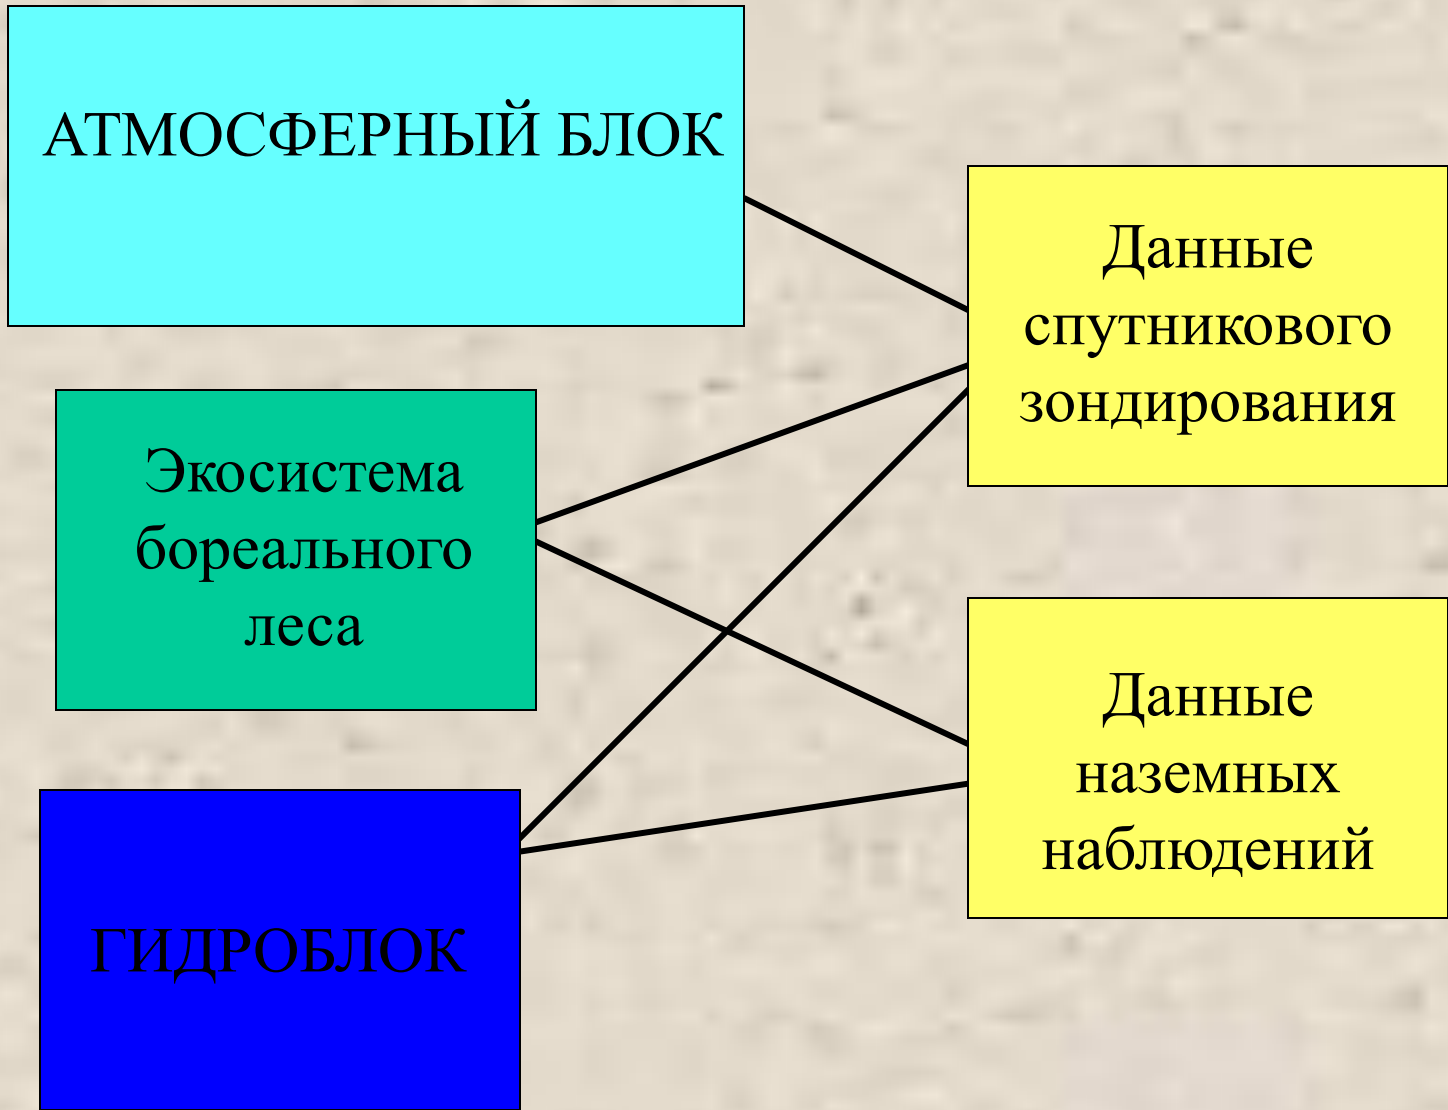 АТМОСФЕРНЫЙ БЛОК
Данные
спутникового
зондирования
Экосистема
бореального
леса
Данные
наземных
наблюдений
ГИДРОБЛОК